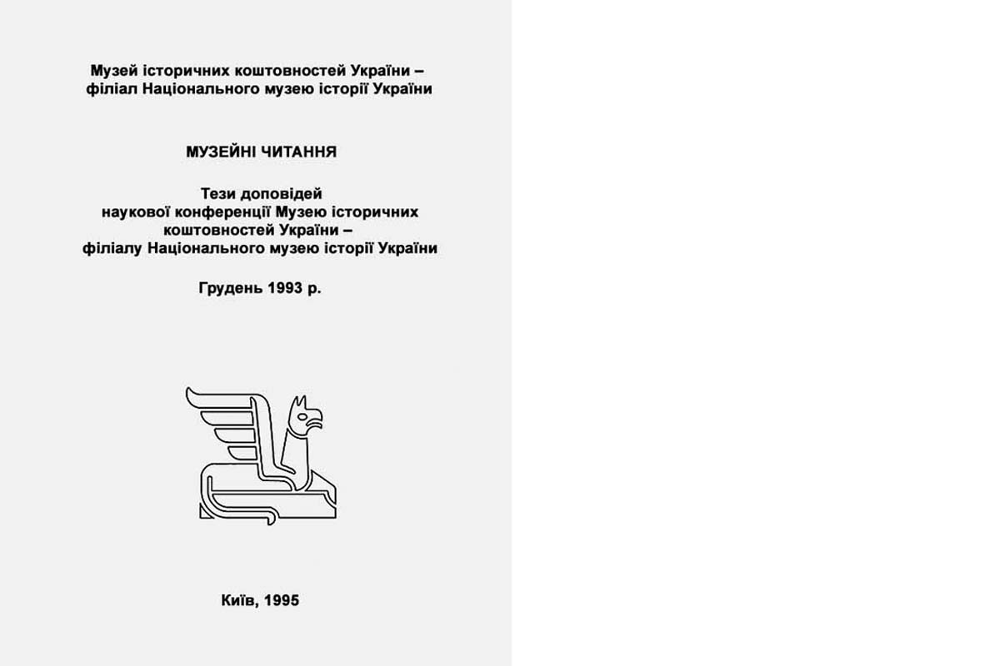 Музей історичних коштовностей України –
філіал Національного музею історії України
МУЗЕЙНІ ЧИТАННЯ
Тези доповідей
наукової конференції Музею історичних
коштовностей України –
філіалу Національного музею історії України
Грудень 1993 р.
Київ, 1995